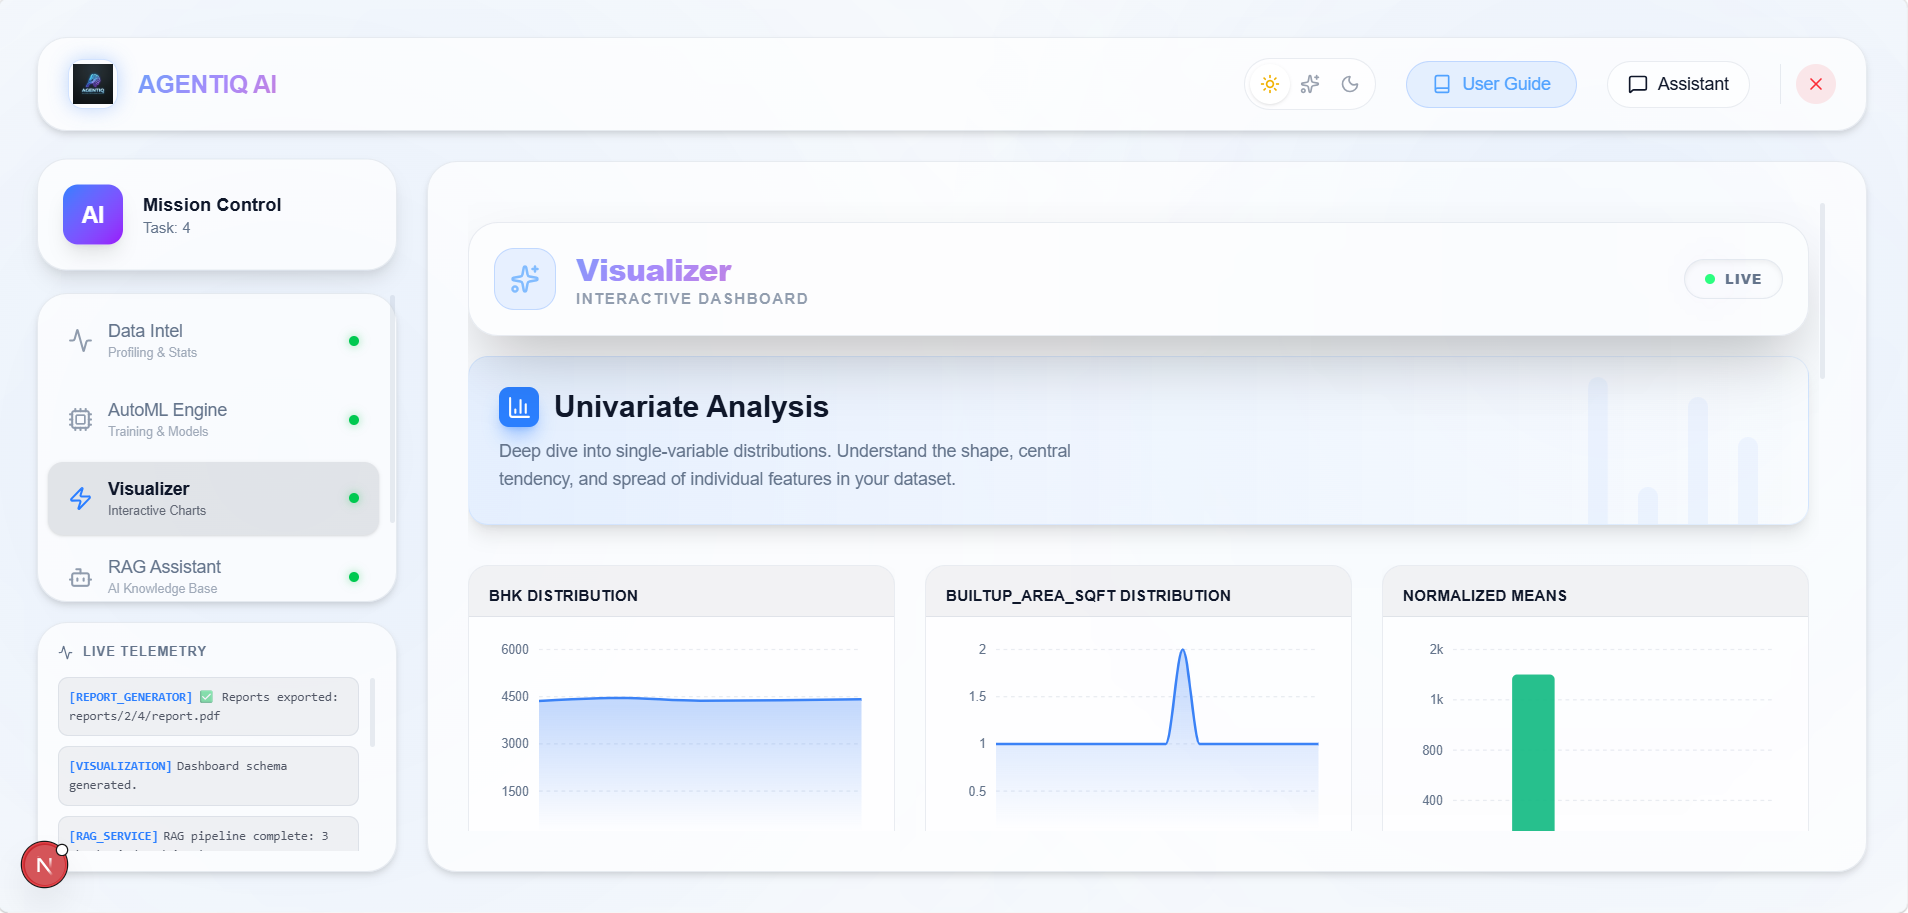 AGENTIQ
AGENTIQ AI
User Guide
Assistant
AI
Mission Control
Task: 4
Data Intel
Profiling & Stats
AutoML Engine
Training & Models
Visualizer
Interactive Charts
RAG Assistant
AI Knowledge Base
LIVE TELEMETRY
[REPORT_GENERATOR] ✅ Reports exported:
reports/2/4/report.pdf
[VISUALIZATION] Dashboard schema
generated.
[RAG_SERVICE] RAG pipeline complete: 3
N
Visualizer
INTERACTIVE DASHBOARD
LIVE
Univariate Analysis
Deep dive into single-variable distributions. Understand the shape, central
tendency, and spread of individual features in your dataset.
BHK DISTRIBUTION
6000
4500
3000
1500
BUILTUP_AREA_SQFT DISTRIBUTION
2
1.5
1
0.5
NORMALIZED MEANS
2k
1k
800
400